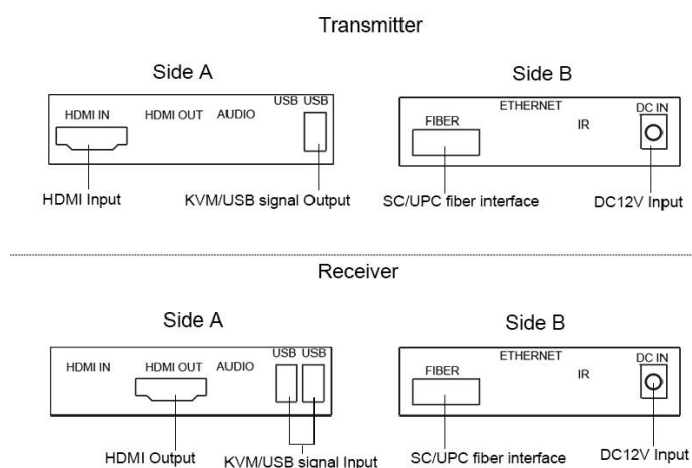 Transmitter
Side A
Side B
HDMI IN HDMI OUT AUDIO USB USB
FIBER ETHERNET IR DC IN
HDMI Input KVM/USB signal Output SC/UPC fiber interface DC12V Input
Receiver
Side A
Side B
HDMI IN HDMI OUT AUDIO USB USB
FIBER ETHERNET IR DC IN
HDMI Output KVM/USB signal Input SC/UPC fiber interface DC12V Input